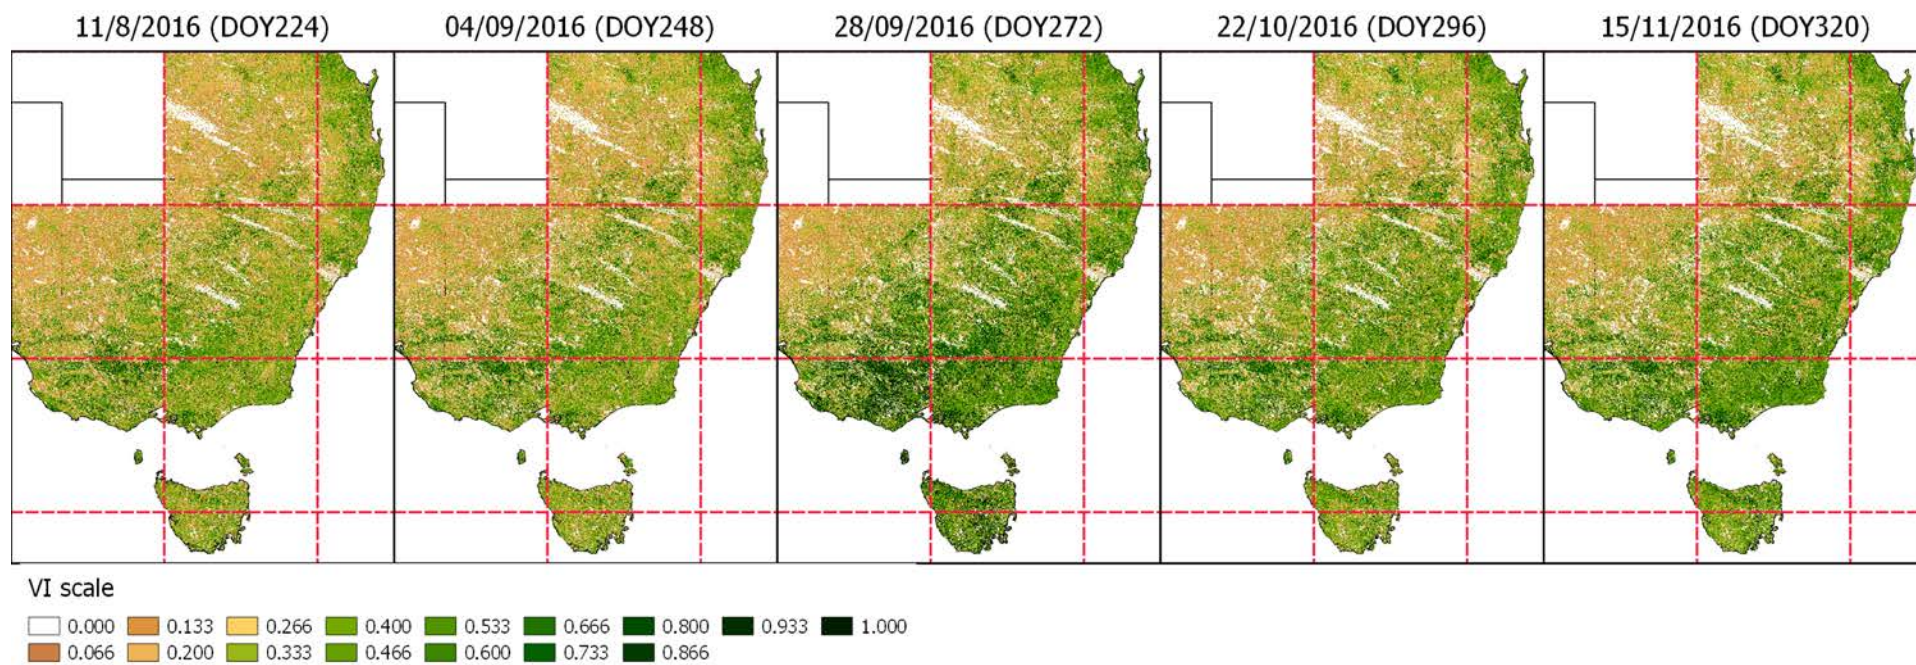 11/8/2016 (DOY224) 04/09/2016 (DOY248) 28/09/2016 (DOY272) 22/10/2016 (DOY296) 15/11/2016 (DOY320)
VI scale
0.000 0.133 0.266 0.400 0.533 0.666 0.800 0.933 1.000
0.066 0.200 0.333 0.466 0.600 0.733 0.866